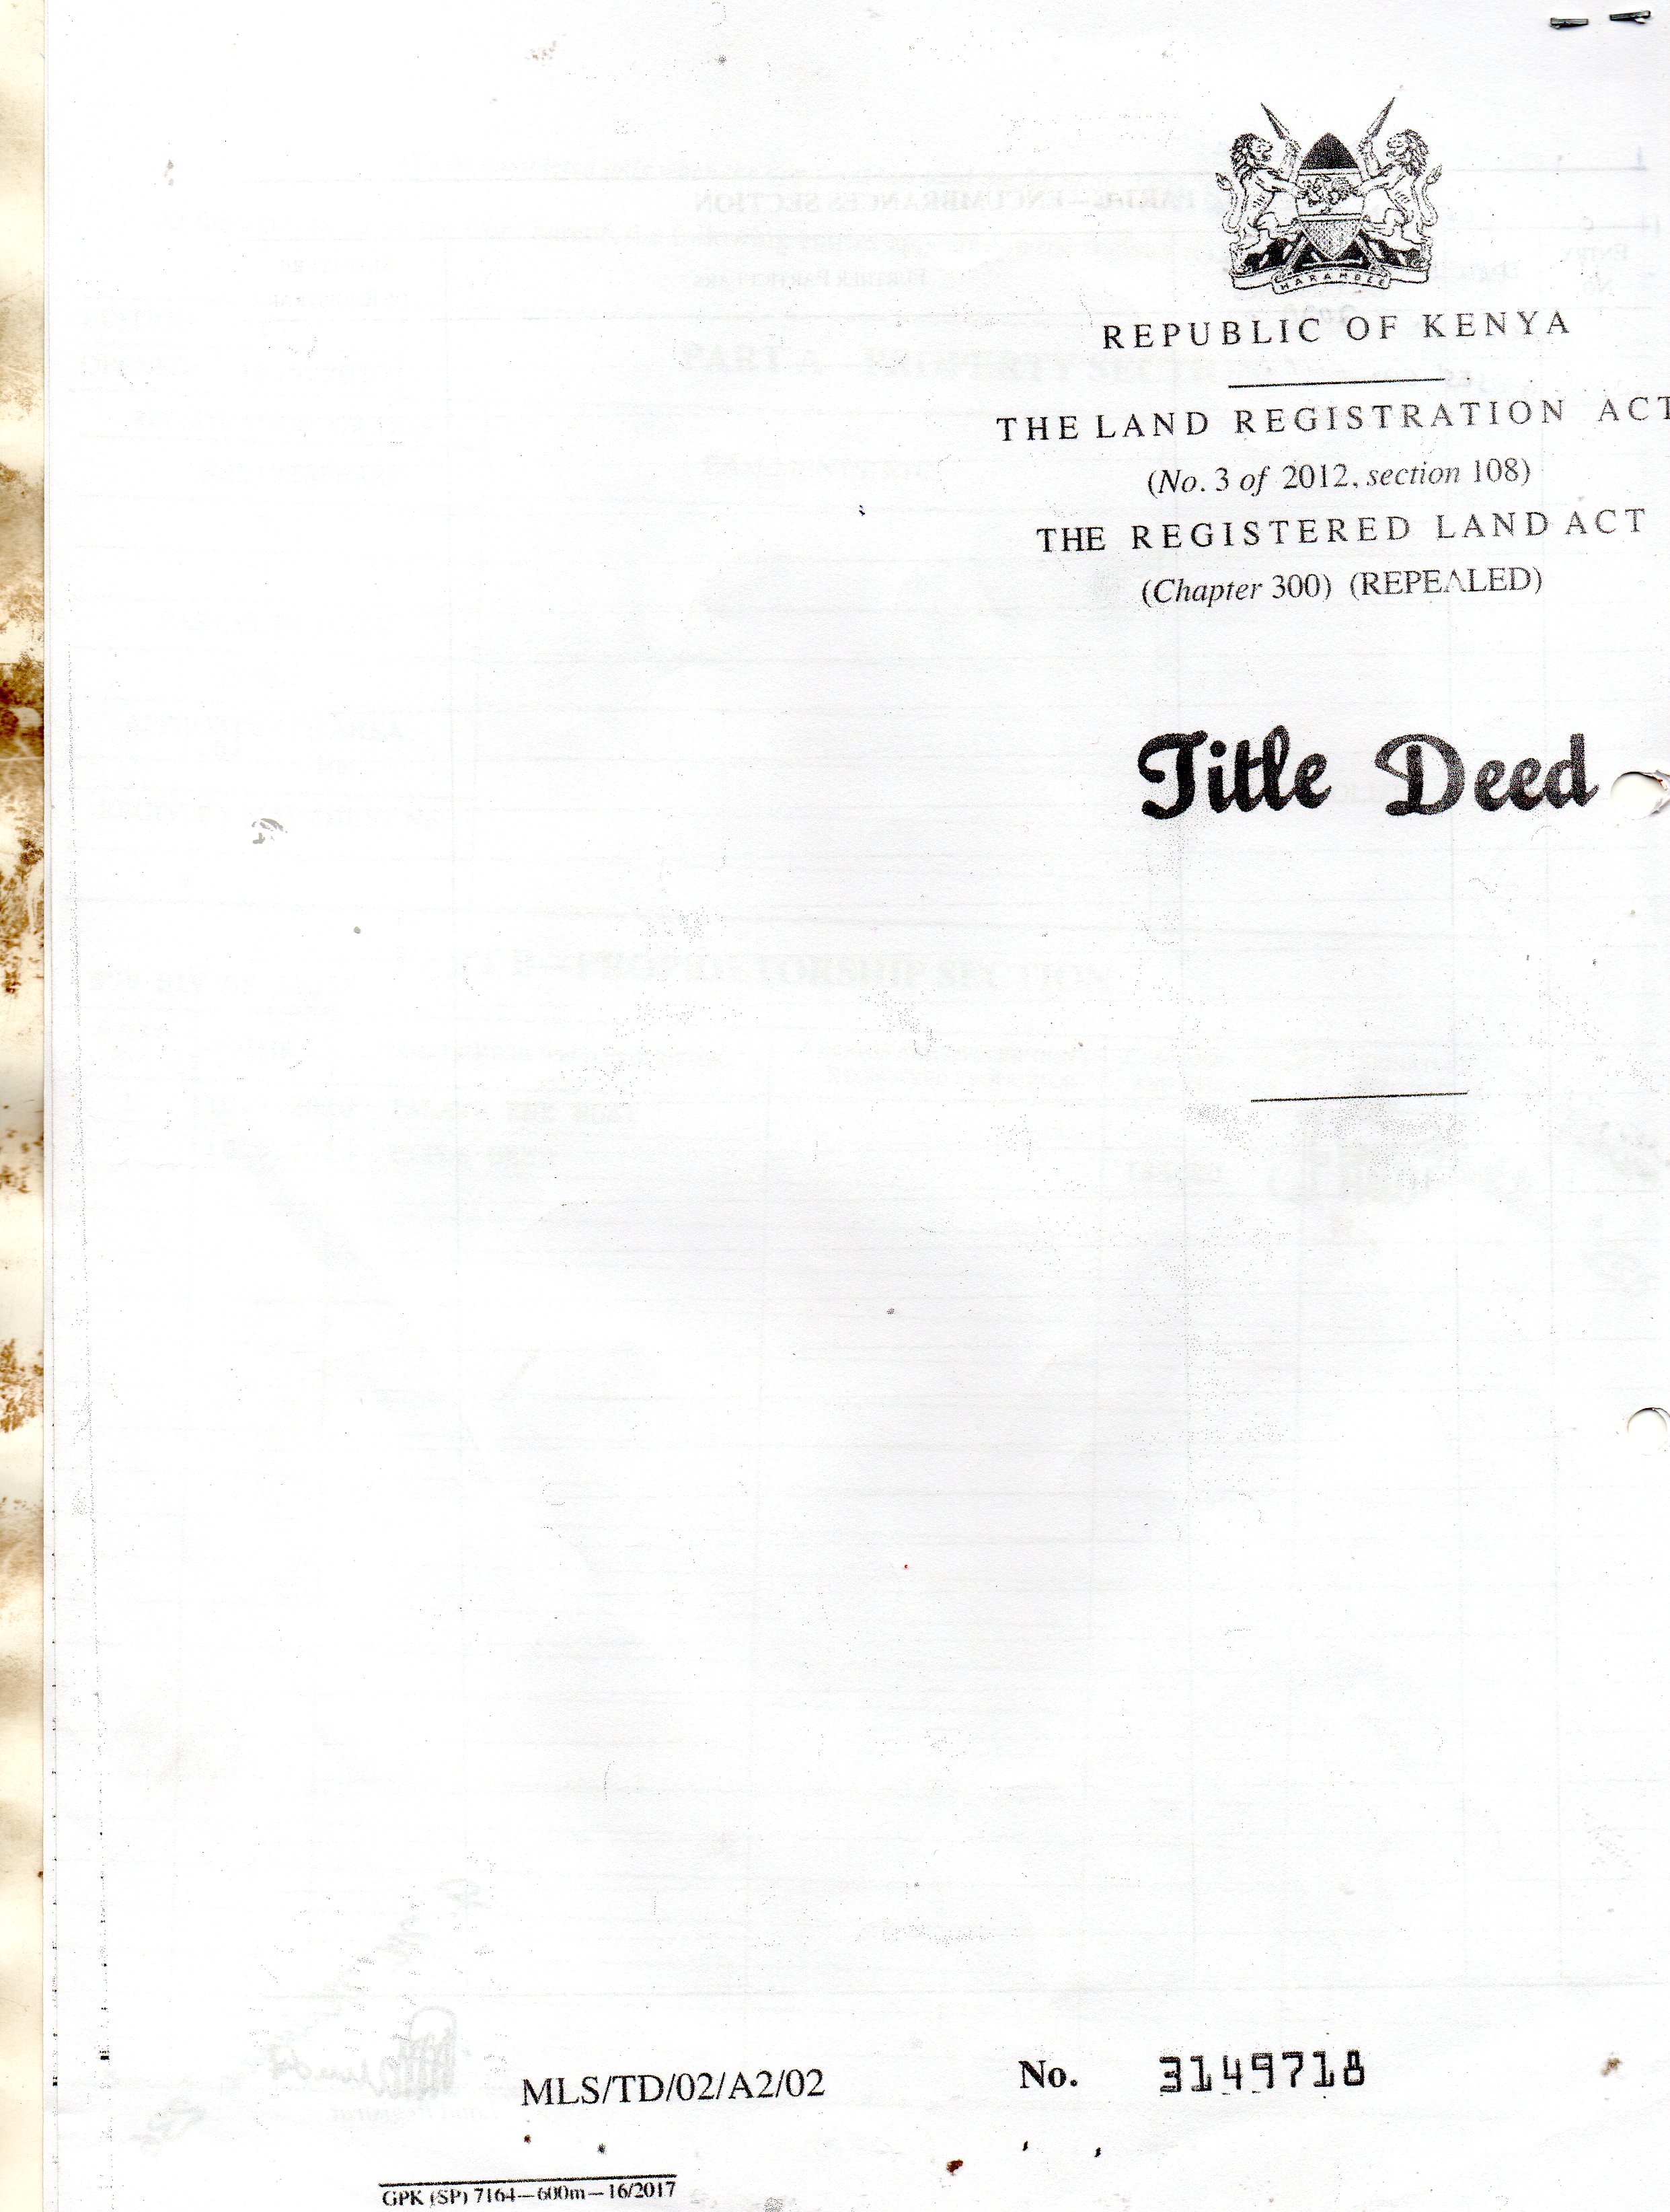 HARAMBEE
REPUBLIC OF KENYA
THE LAND REGISTRATION ACT
(No. 3 of 2012, section 108)
THE REGISTERED LAND ACT
(Chapter 300) (REPEALED)
Title Deed
MLS/TD/02/A2/02 No. 3149718
GPK (SP) 7164—600m—16/2017